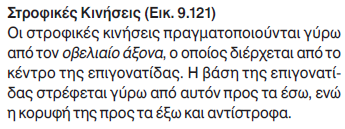 Στροφικές Κινήσεις (Εικ. 9.121)
Οι στροφικές κινήσεις πραγματοποιούνται γύρω
από τον οβελιαίο άξονα, ο οποίος διέρχεται από το
κέντρο της επιγονατίδας. Η βάση της επιγονατί-
δας στρέφεται γύρω από αυτόν προς τα έσω, ενώ
η κορυφή της προς τα έξω και αντίστροφα.